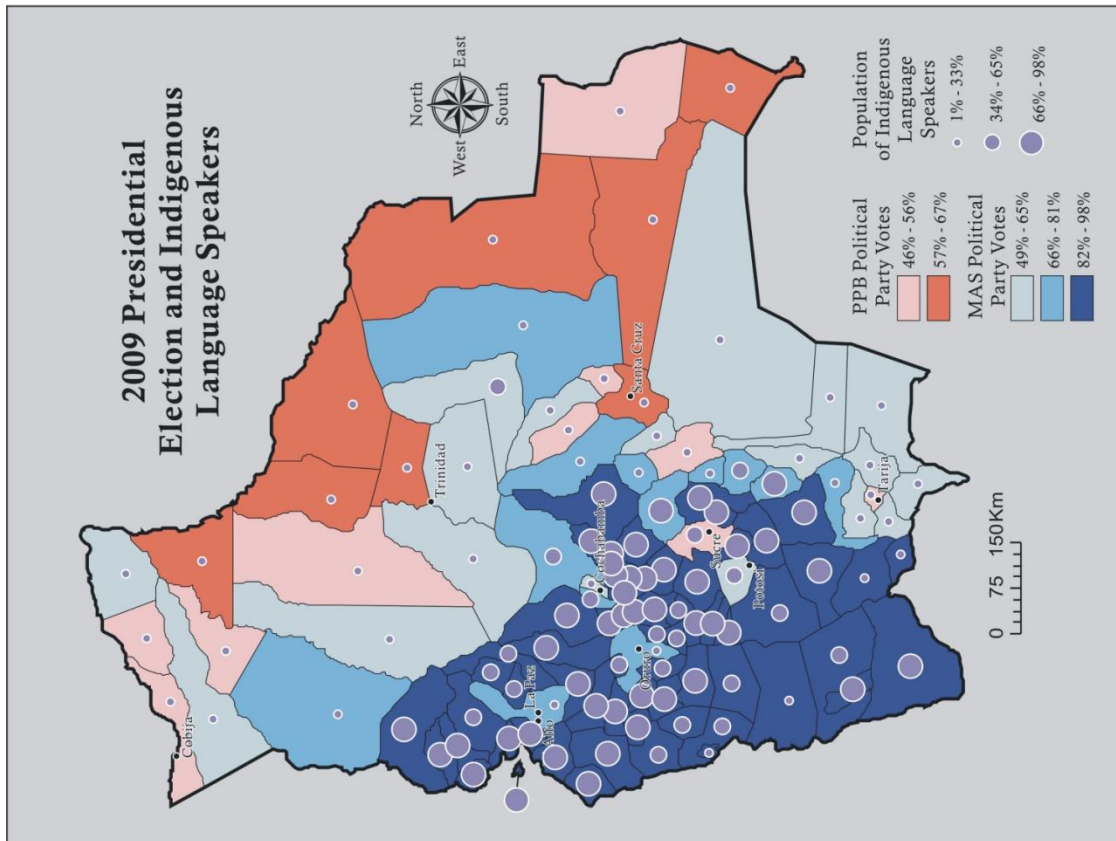 2009 Presidential
Election and Indigenous
Language Speakers
North
West
East
South
Cobija
Trinidad
La Paz
Alto
Cochabamba
Oruro
Santa Cruz
Sucre
Potosi
Tarija
0 75 150Km
PPB Political
Party Votes
46% - 56%
57% - 67%
MAS Political
Party Votes
49% - 65%
66% - 81%
82% - 98%
Population
of Indigenous
Language
Speakers
1% - 33%
34% - 65%
66% - 98%